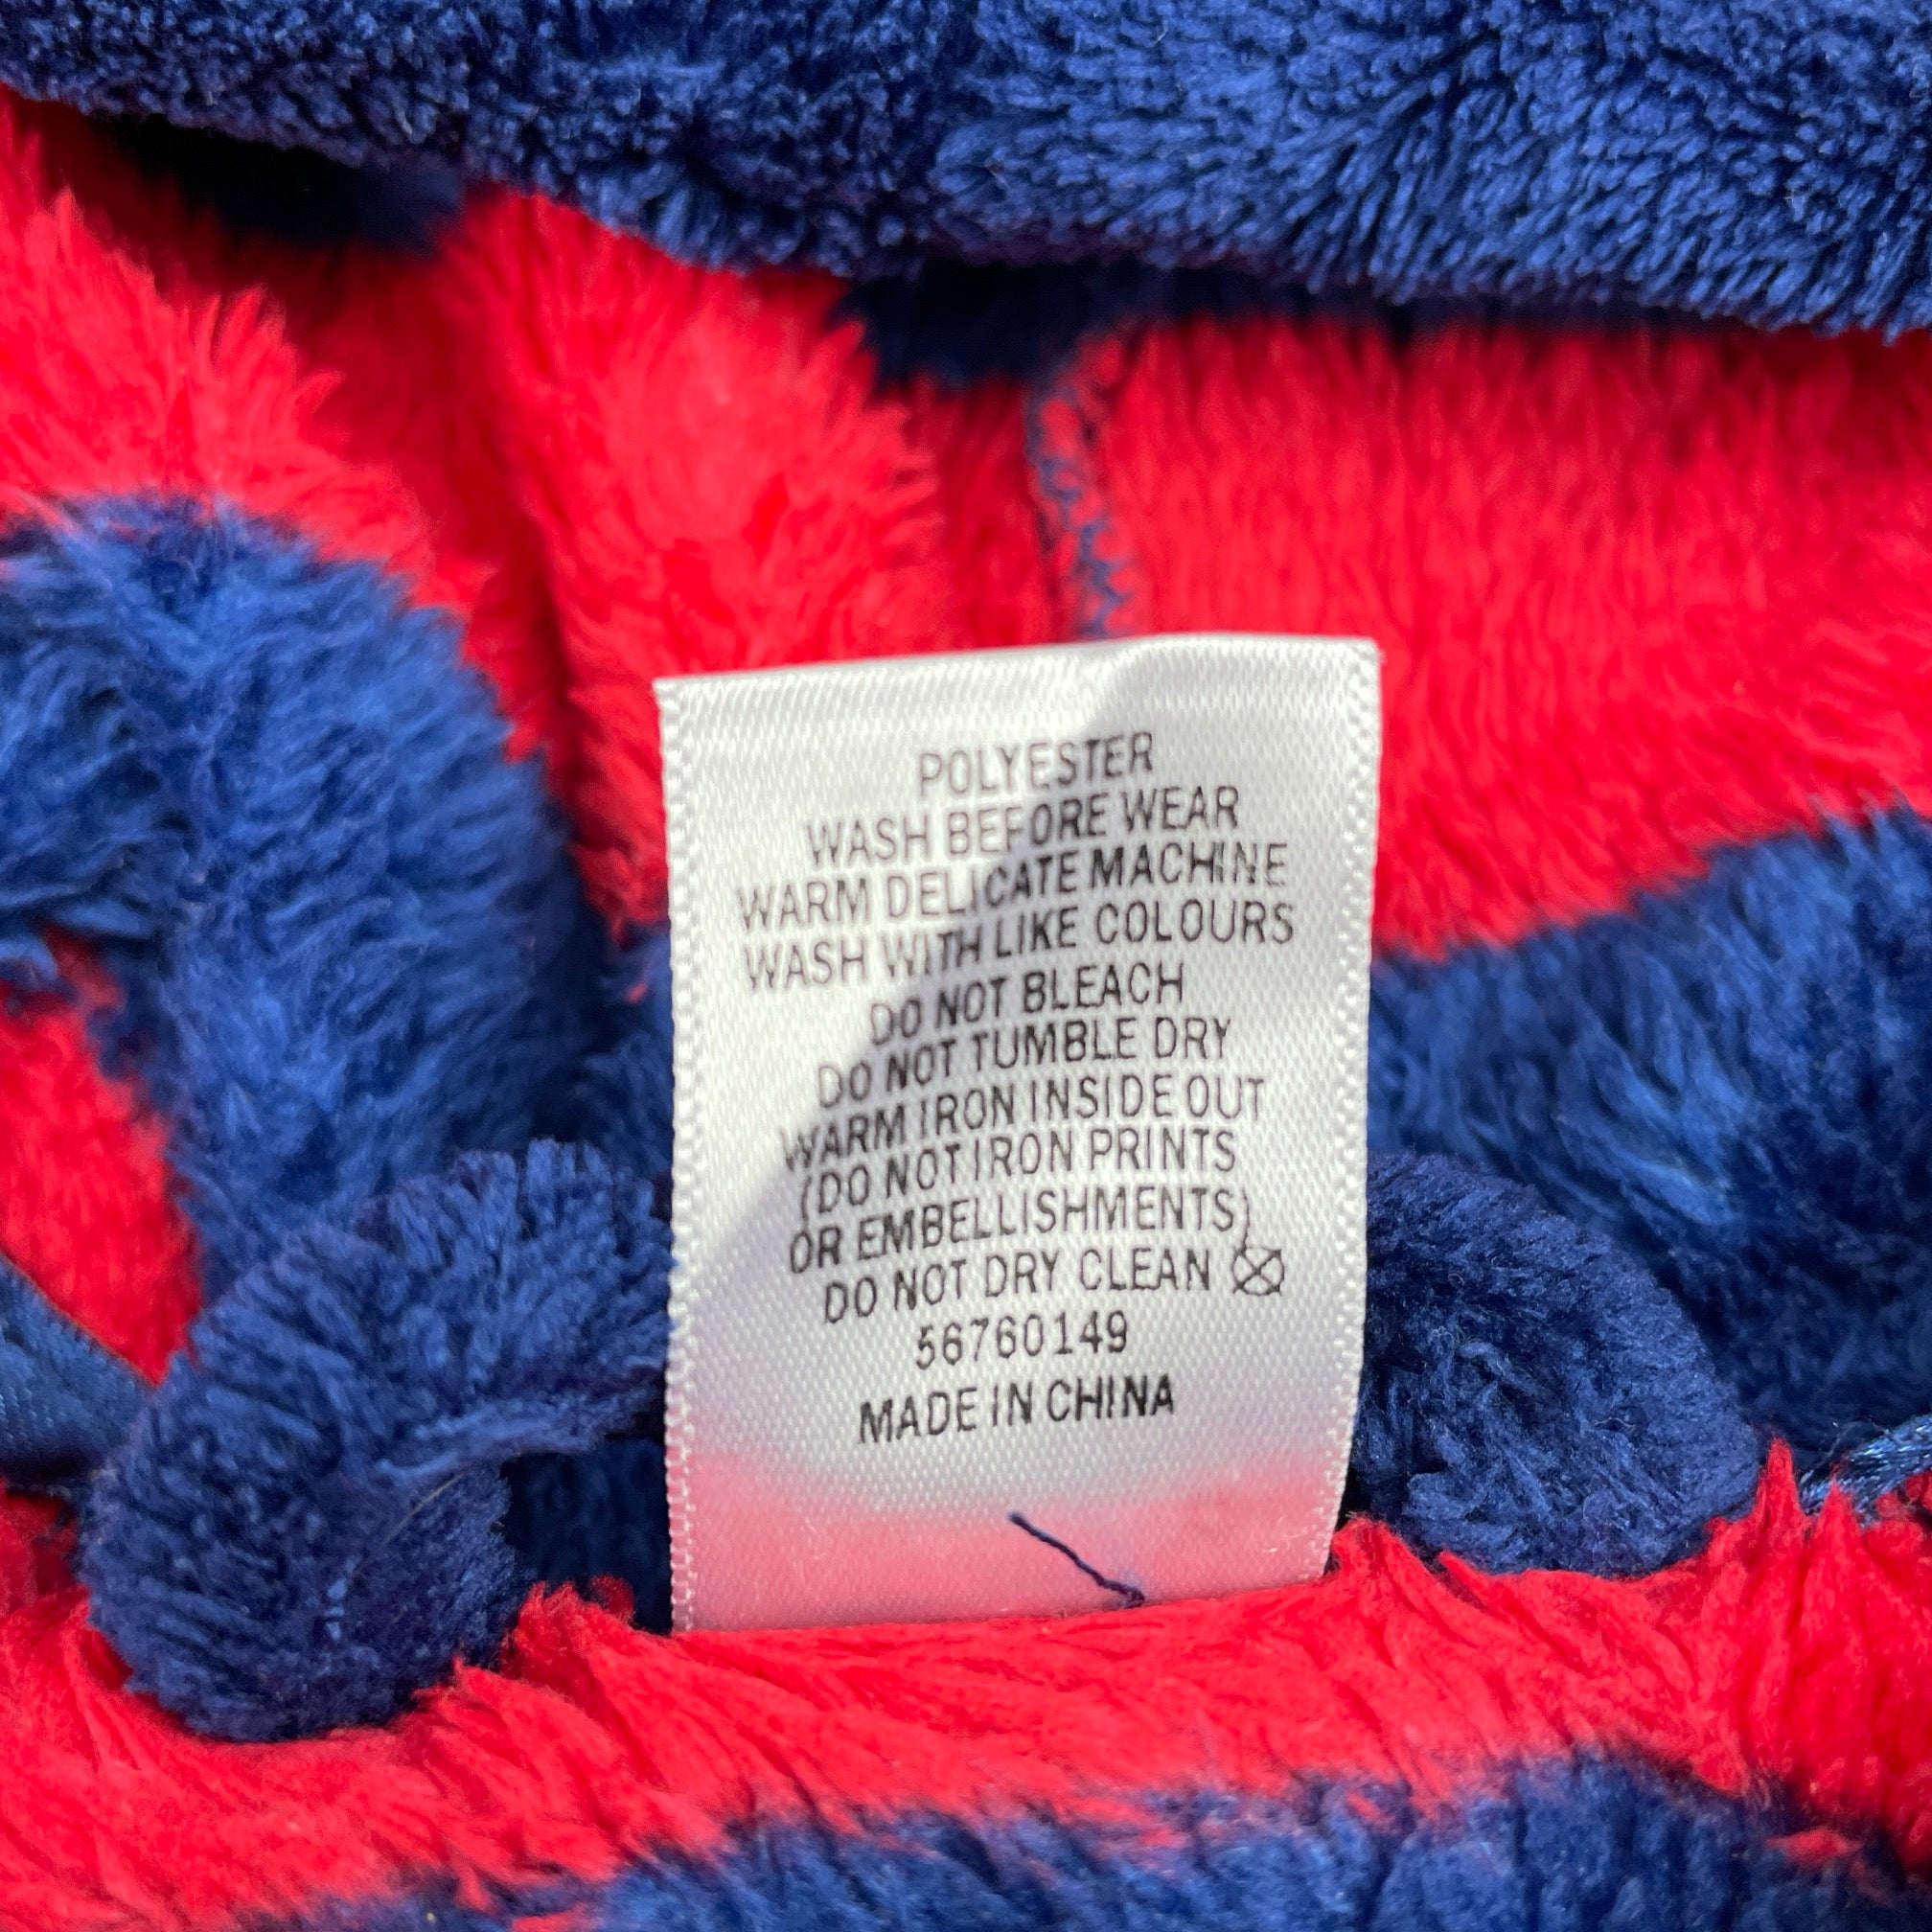 POLYESTER
WASH BEFORE WEAR
WARM DELICATE MACHINE
WASH WITH LIKE COLOURS
DO NOT BLEACH
DO NOT TUMBLE DRY
WARM IRON INSIDE OUT
(DO NOT IRON PRINTS
OR EMBELLISHMENTS)
DO NOT DRY CLEAN
56760149
MADE IN CHINA